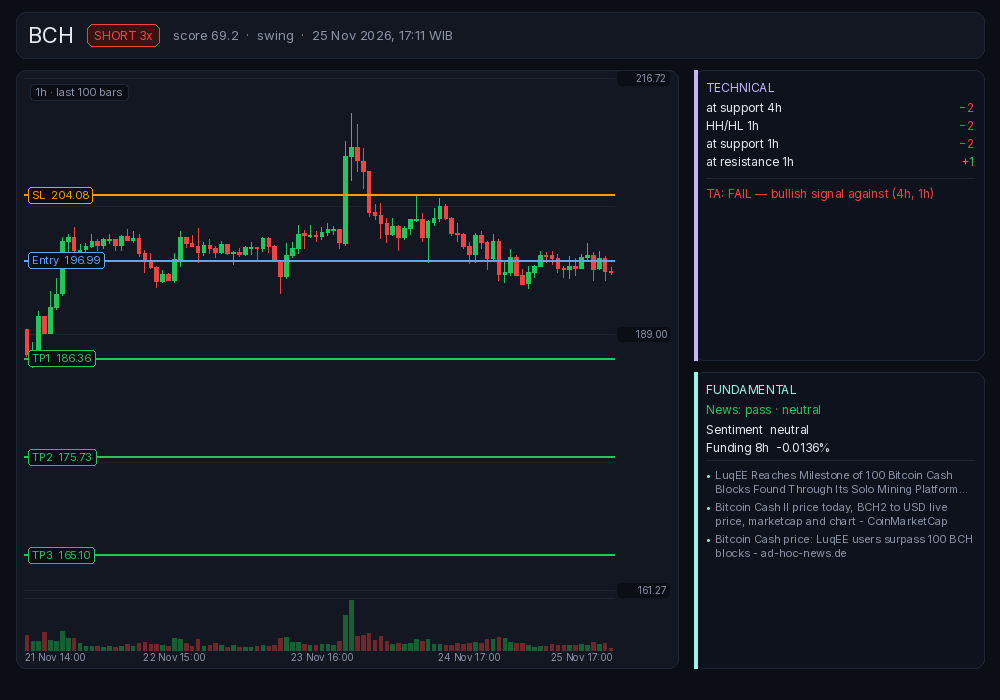 BCH SHORT 3x score 69.2 · swing · 25 Nov 2026, 17:11 WIB
1h · last 100 bars
216.72
SL 204.08
Entry 196.99
189.00
TP1 186.36
TP2 175.73
TP3 165.10
161.27
21 Nov 14:00 22 Nov 15:00 23 Nov 16:00 24 Nov 17:00 25 Nov 17:00
TECHNICAL
at support 4h −2
HH/HL 1h −2
at support 1h −2
at resistance 1h +1
TA: FAIL — bullish signal against (4h, 1h)
FUNDAMENTAL
News: pass · neutral
Sentiment neutral
Funding 8h -0.0136%
• LuqEE Reaches Milestone of 100 Bitcoin Cash
Blocks Found Through Its Solo Mining Platform…
• Bitcoin Cash II price today, BCH2 to USD live
price, marketcap and chart - CoinMarketCap
• Bitcoin Cash price: LuqEE users surpass 100 BCH
blocks - ad-hoc-news.de